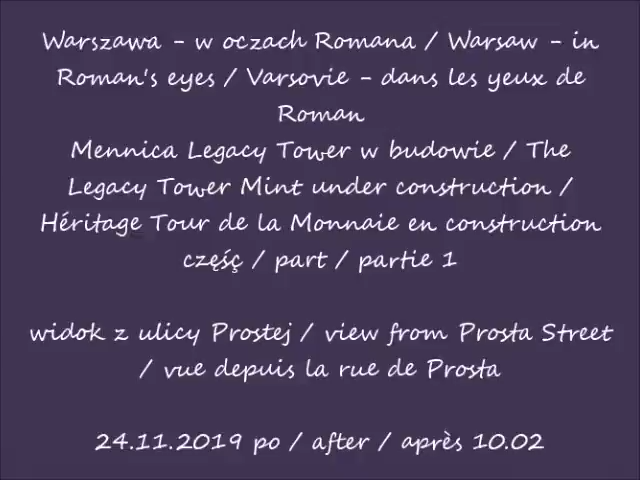 Warszawa - w oczach Romana / Warsaw - in
Roman's eyes / Varsovie - dans les yeux de
Roman
Mennica Legacy Tower w budowie / The
Legacy Tower Mint under construction /
Héritage Tour de la Monnaie en construction
częśç / part / partie 1
widok z ulicy Prostej / view from Prosta Street
/ vue depuis la rue de Prosta
24.11.2019 po / after / après 10.02